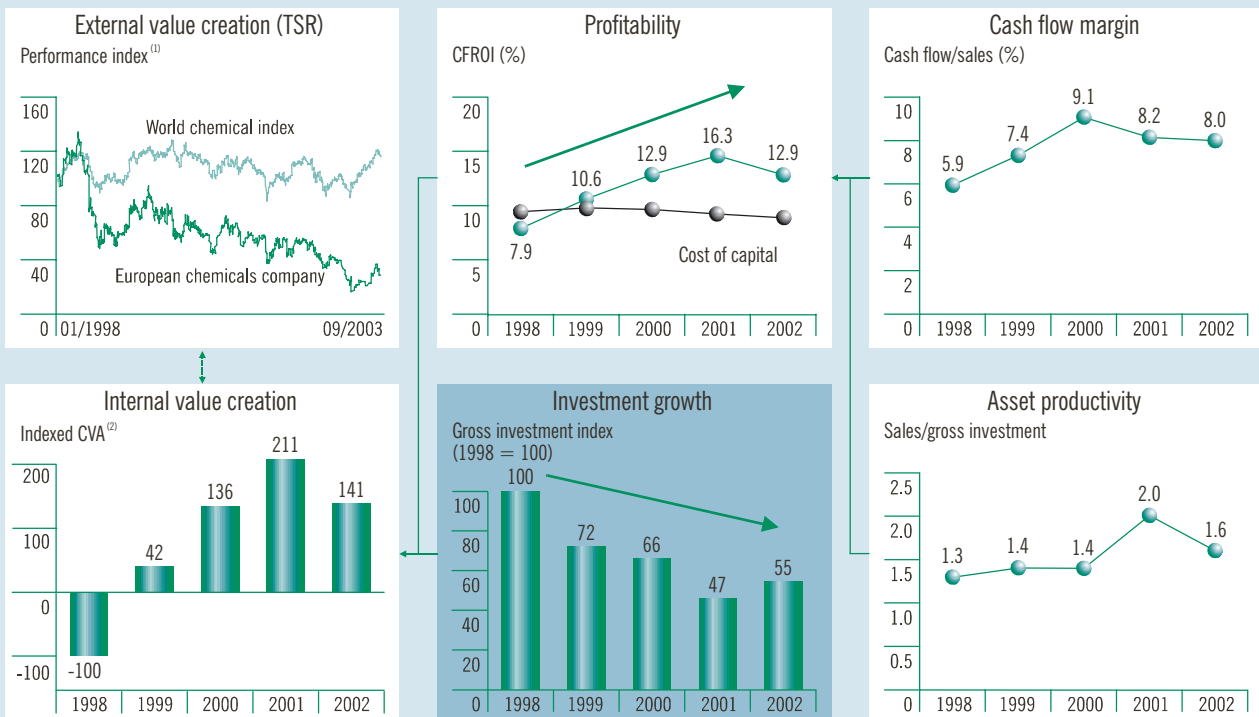 External value creation (TSR)
Performance index (1)
160
120
80
40
0
World chemical index
European chemicals company
01/1998 09/2003
Profitability
CFROI (%)
20
15
10
5
0
7.9
10.6
12.9
16.3
12.9
Cost of capital
1998 1999 2000 2001 2002
Cash flow margin
Cash flow/sales (%)
10
8
6
4
2
0
5.9
7.4
9.1
8.2
8.0
1998 1999 2000 2001 2002
Internal value creation
Indexed CVA (2)
200
100
0
-100
-100
42
136
211
141
1998 1999 2000 2001 2002
Investment growth
Gross investment index
(1998 = 100)
100
80
60
40
20
0
100
72
66
47
55
1998 1999 2000 2001 2002
Asset productivity
Sales/gross investment
2.5
2.0
1.5
1.0
0.5
0
1.3
1.4
1.4
2.0
1.6
1998 1999 2000 2001 2002